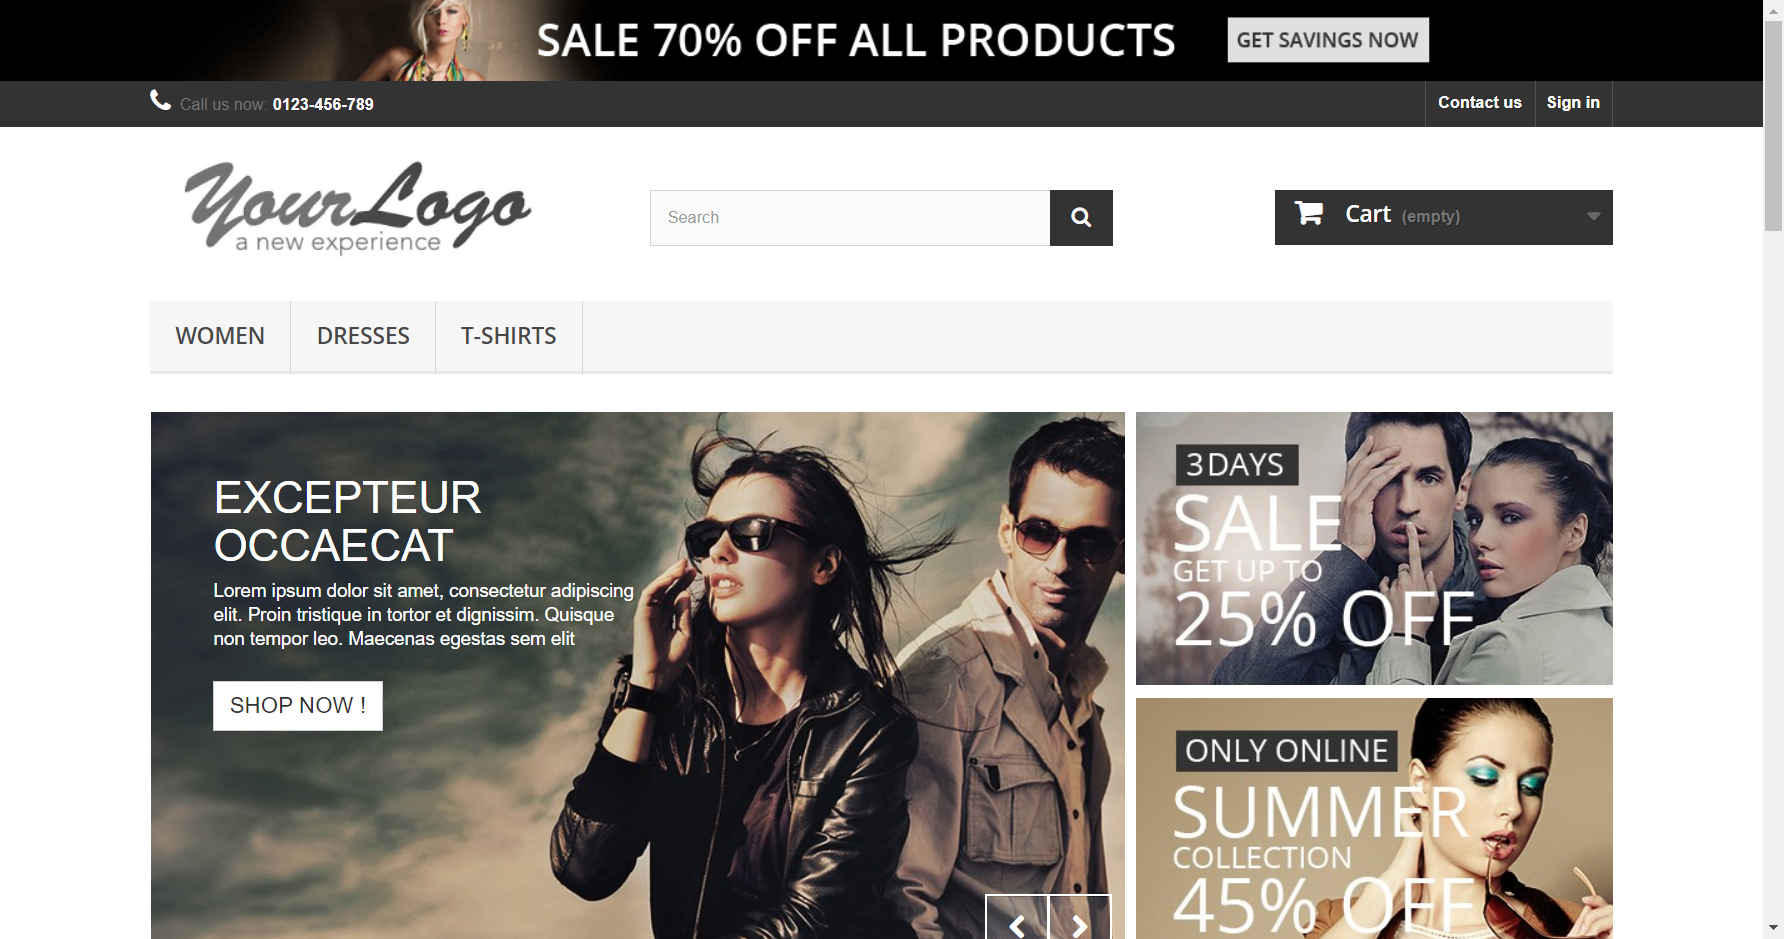 SALE 70% OFF ALL PRODUCTS
GET SAVINGS NOW
Call us now: 0123-456-789
Contact us
Sign in
YourLogo
a new experience
Search
Cart (empty)
WOMEN
DRESSES
T-SHIRTS
EXCEPTEUR
OCCAECAT
Lorem ipsum dolor sit amet, consectetur adipiscing
elit. Proin tristique in tortor et dignissim. Quisque
non tempor leo. Maecenas egestas sem elit
SHOP NOW !
3 DAYS
SALE
GET UP TO
25% OFF
ONLY ONLINE
SUMMER
COLLECTION
45% OFF